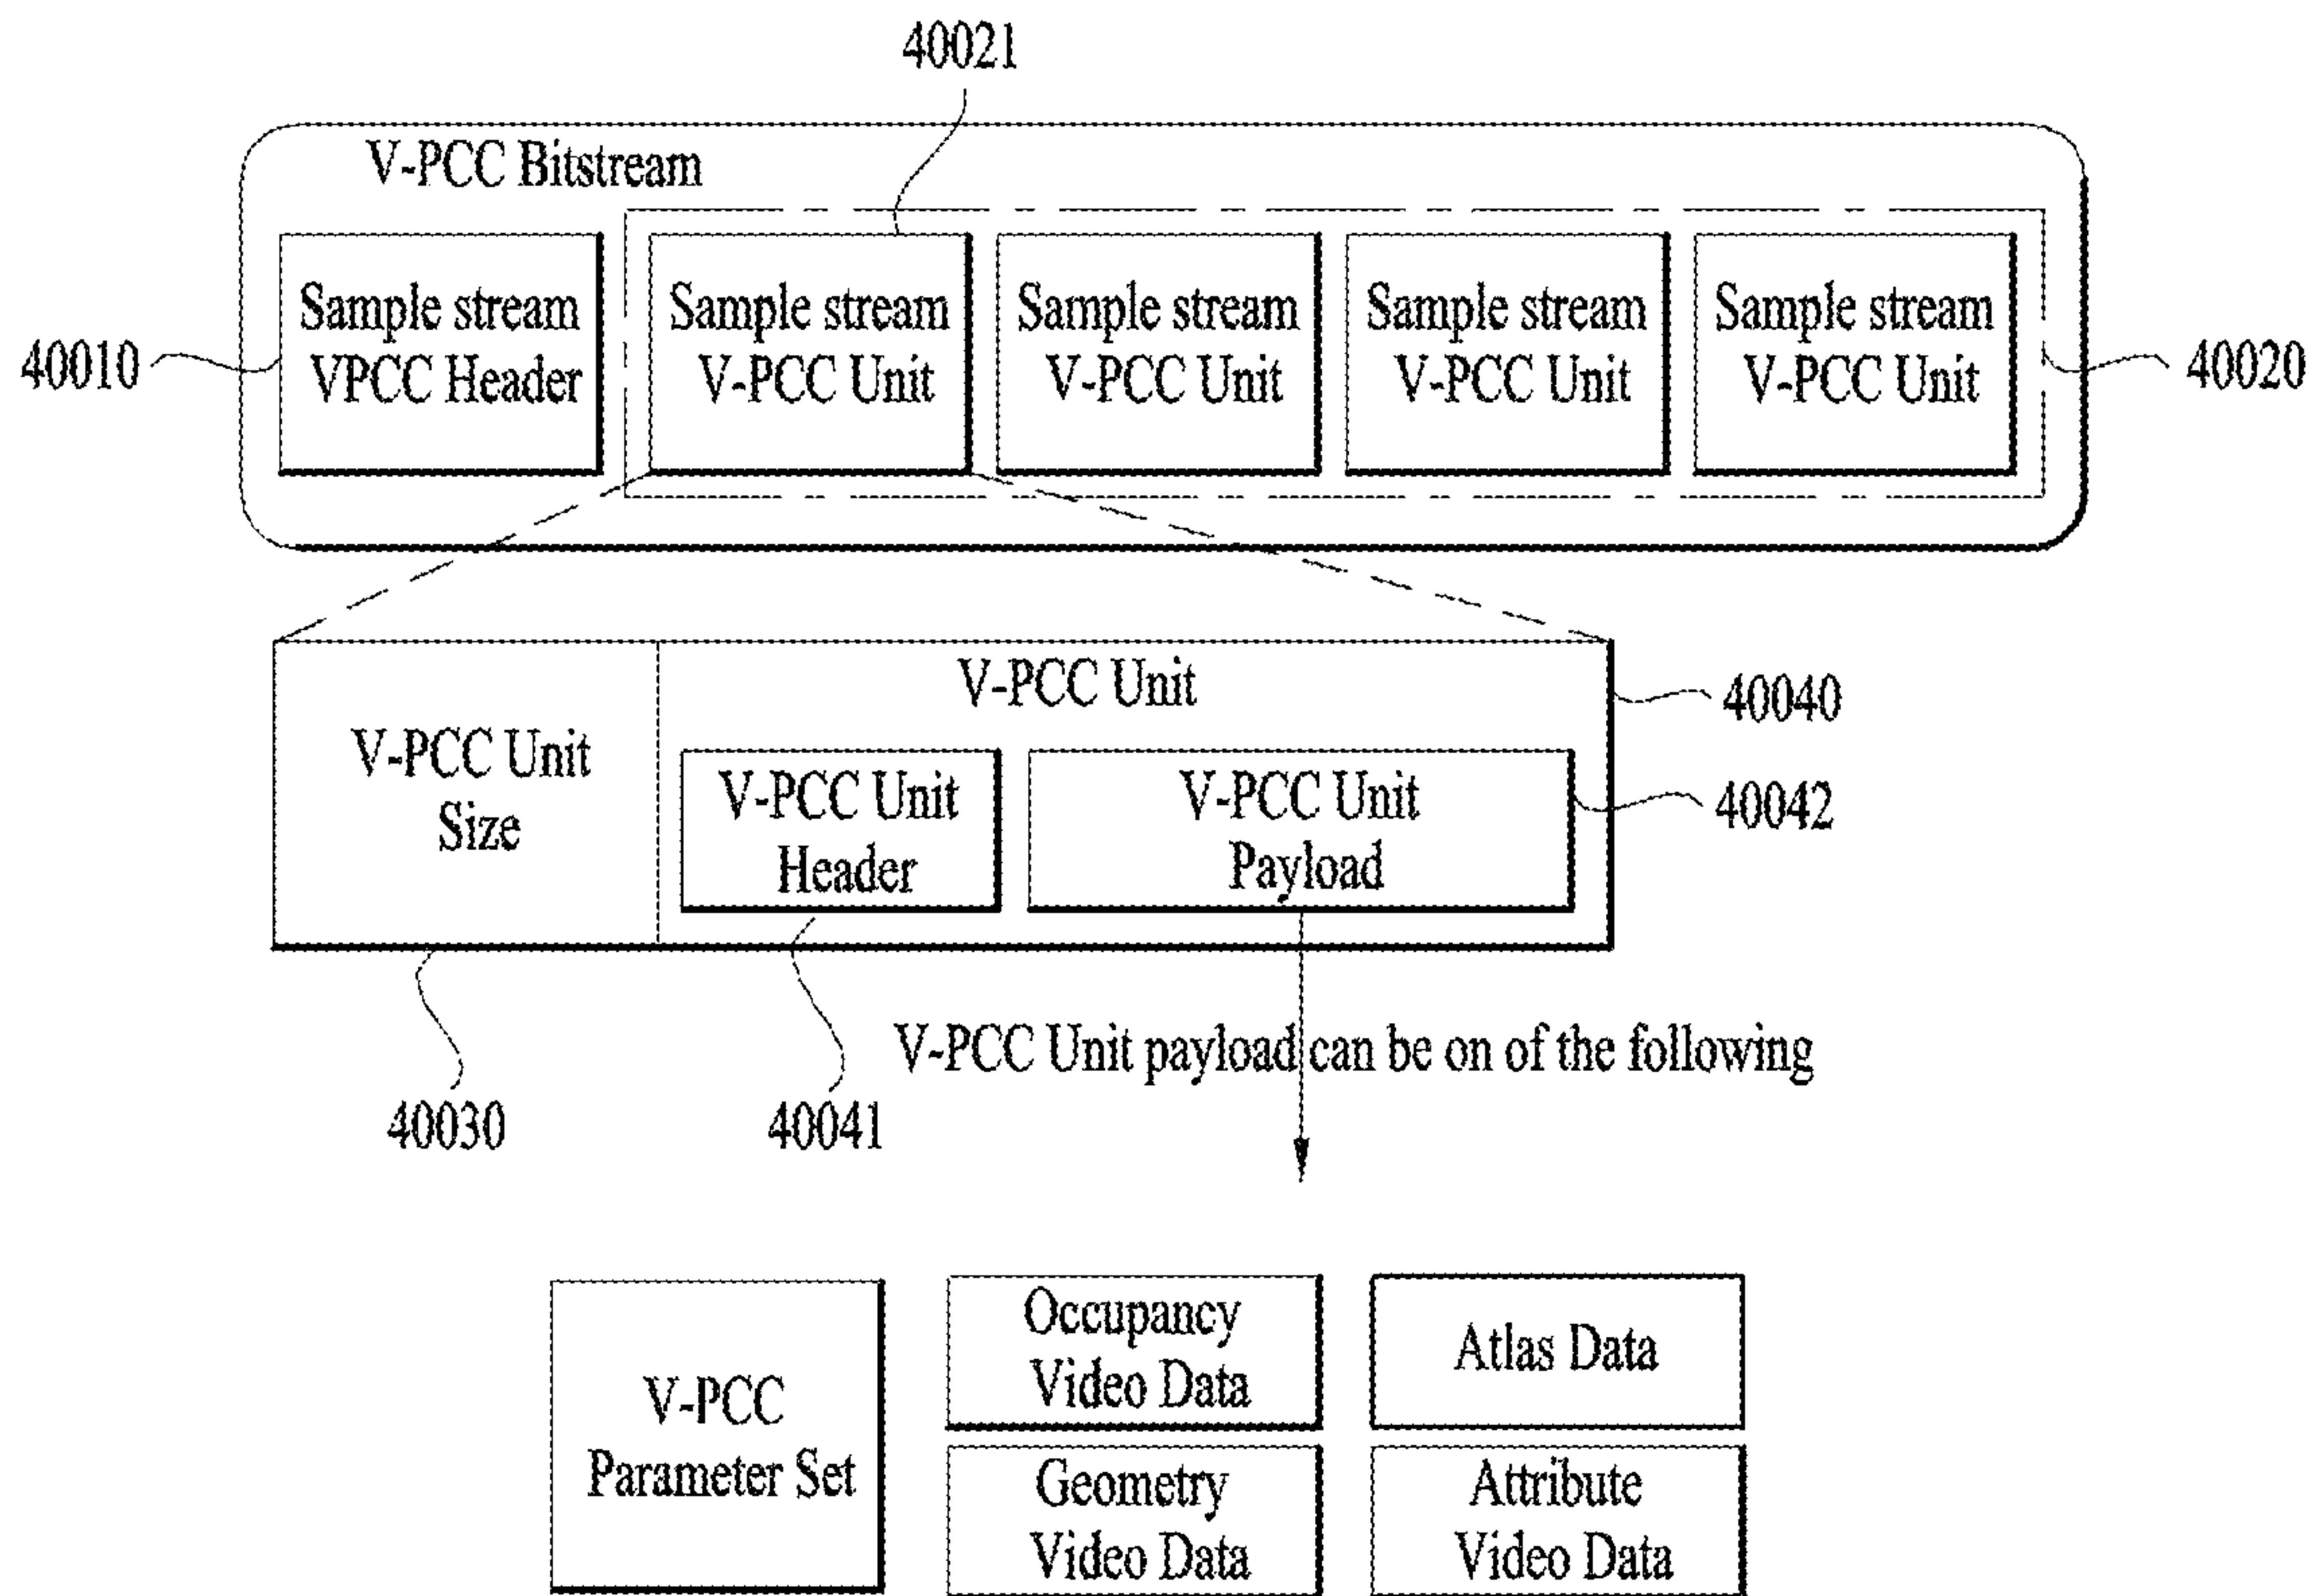 40021
V-PCC Bitstream
Sample stream
VPCC Header
Sample stream
V-PCC Unit
Sample stream
V-PCC Unit
Sample stream
V-PCC Unit
Sample stream
V-PCC Unit
40010
40020
V-PCC Unit
Size
V-PCC Unit
40040
V-PCC Unit
Header
V-PCC Unit
Payload
40042
V-PCC Unit payload can be on of the following
40030
40041
V-PCC
Parameter Set
Occupancy
Video Data
Atlas Data
Geometry
Video Data
Attribute
Video Data